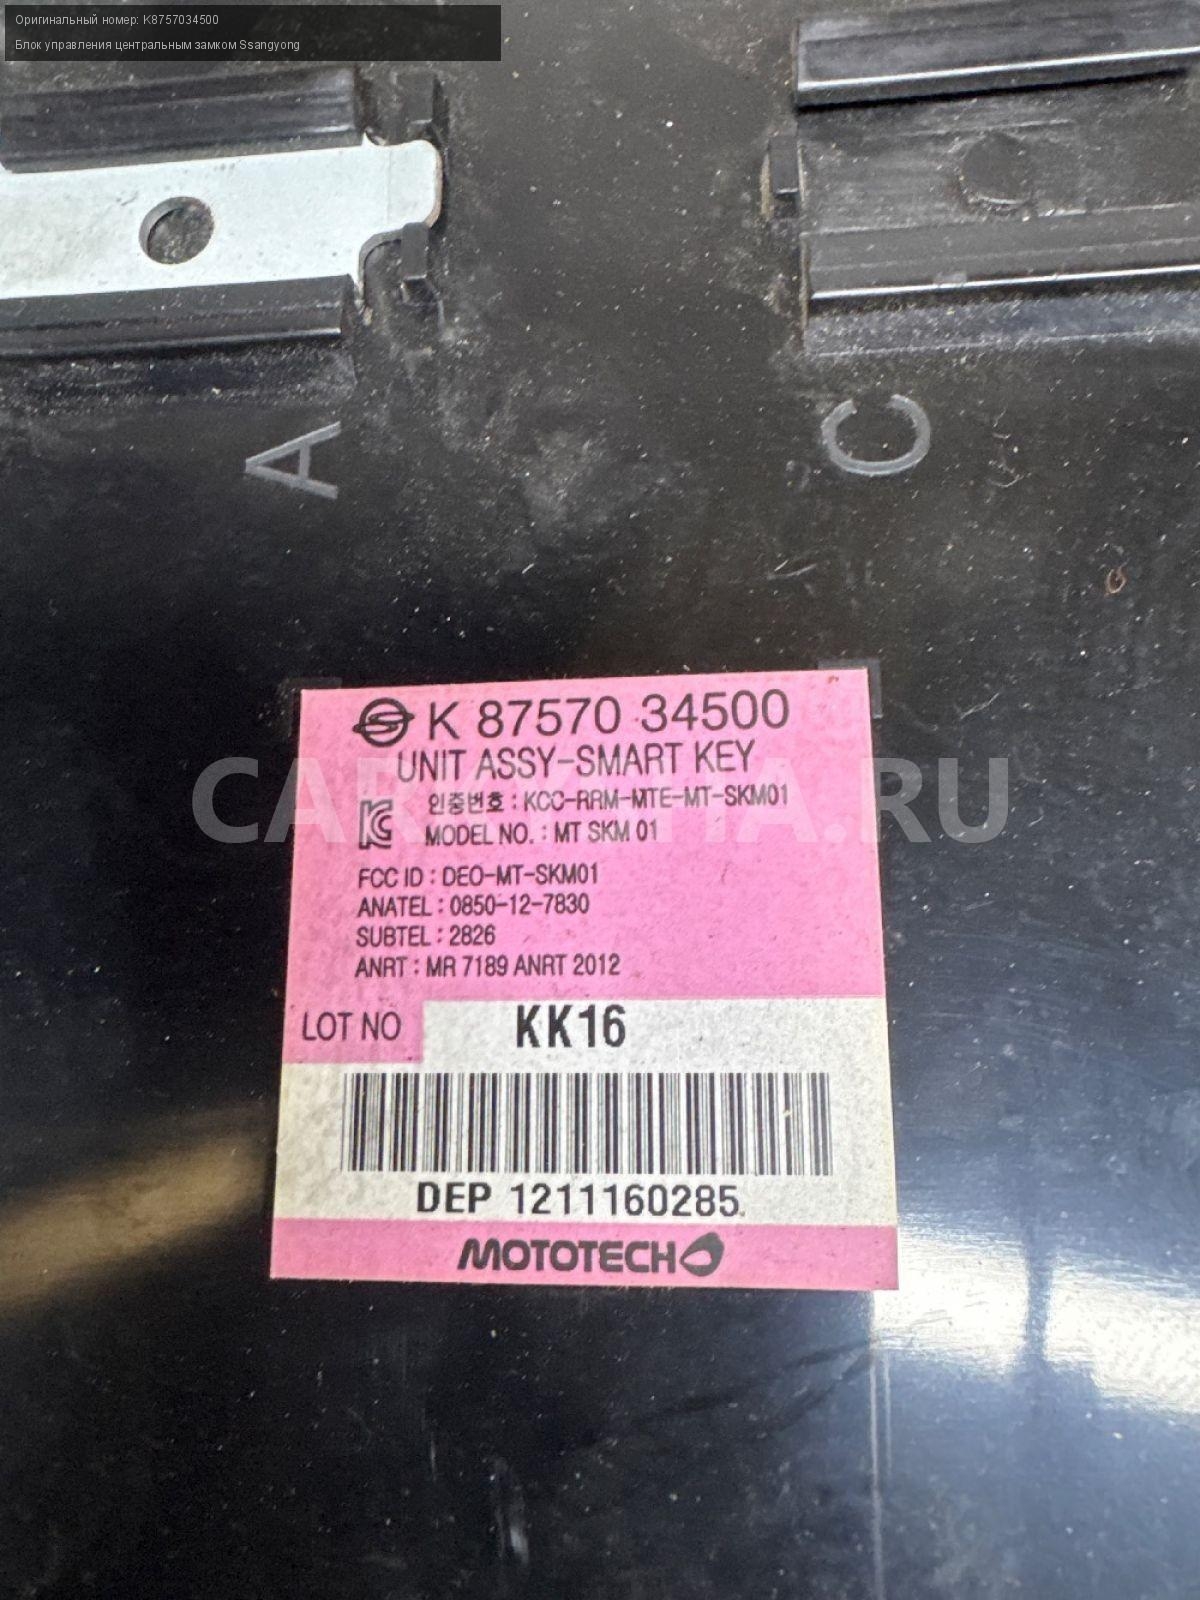 Оригинальный номер: K8757034500
Блок управления центральным замком Ssangyong
A
C
K 87570 34500
UNIT ASSY-SMART KEY
인증번호 : KCC-RRM-MTE-MT-SKM01
MODEL NO. : MT SKM 01
FCC ID : DEO-MT-SKM01
ANATEL : 0850-12-7830
SUBTEL : 2826
ANRT : MR 7189 ANRT 2012
LOT NO KK16
DEP 1211160285
MOTOTECH